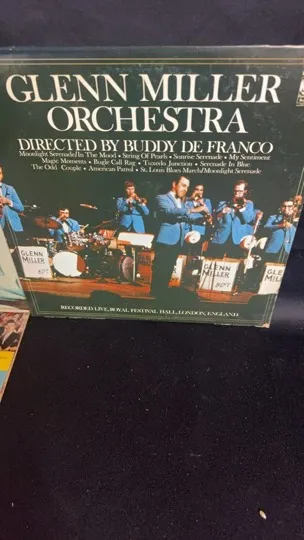 GLENN MILLER
ORCHESTRA
DIRECTED BY BUDDY DE FRANCO
Moonlight Serenade/In The Mood • String Of Pearls • Sunrise Serenade • My Sentiment
Magic Moments • Bugle Call Rag • Tuxedo Junction • Serenade In Blue
The Odd Couple • American Patrol • St. Louis Blues March/Moonlight Serenade
GLENN
MILLER
GLENN
MILLER
RECORDED LIVE, ROYAL FESTIVAL HALL, LONDON, ENGLAND